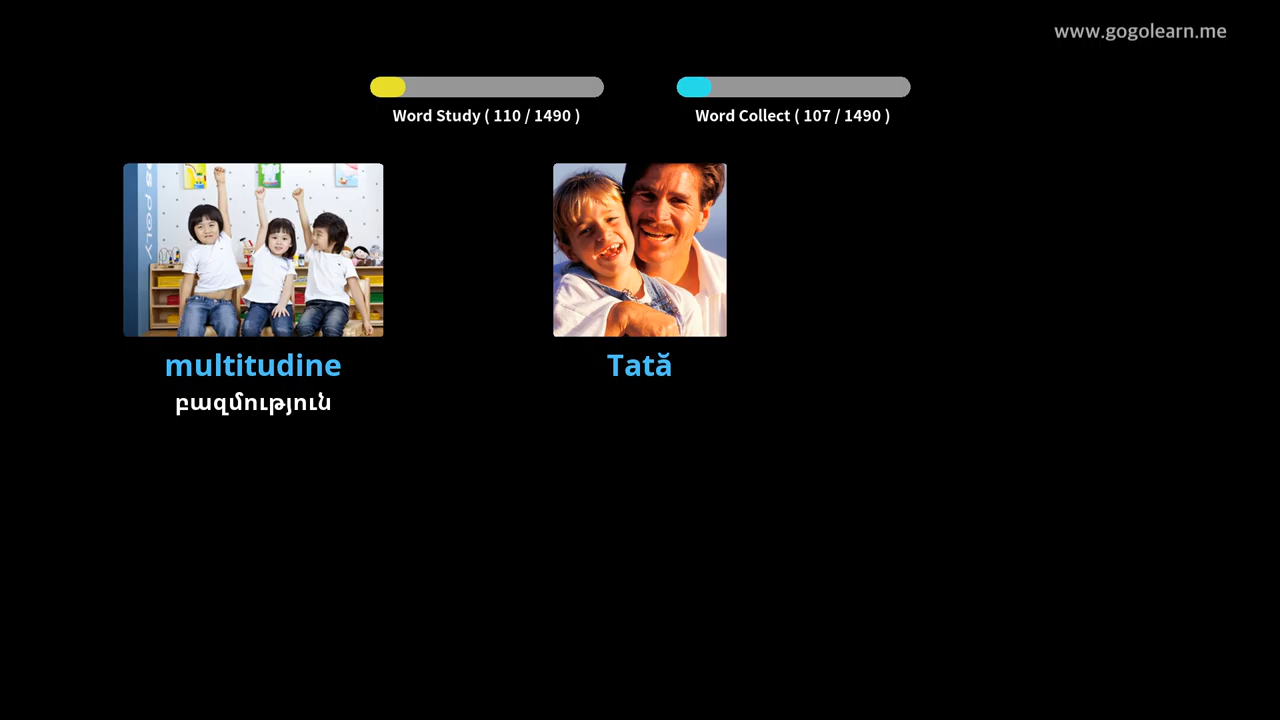 www.gogolearn.me
Word Study ( 110 / 1490 )
Word Collect ( 107 / 1490 )
multitudine
Tată
բազմություն